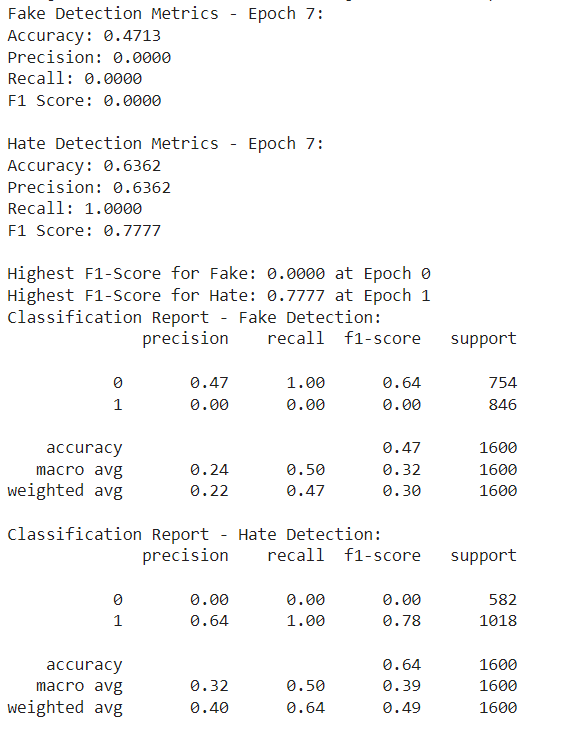 Fake Detection Metrics - Epoch 7:
Accuracy: 0.4713
Precision: 0.0000
Recall: 0.0000
F1 Score: 0.0000
Hate Detection Metrics - Epoch 7:
Accuracy: 0.6362
Precision: 0.6362
Recall: 1.0000
F1 Score: 0.7777
Highest F1-Score for Fake: 0.0000 at Epoch 0
Highest F1-Score for Hate: 0.7777 at Epoch 1
Classification Report - Fake Detection:
precision recall f1-score support
0 0.47 1.00 0.64 754
1 0.00 0.00 0.00 846
accuracy 0.47 1600
macro avg 0.24 0.50 0.32 1600
weighted avg 0.22 0.47 0.30 1600
Classification Report - Hate Detection:
precision recall f1-score support
0 0.00 0.00 0.00 582
1 0.64 1.00 0.78 1018
accuracy 0.64 1600
macro avg 0.32 0.50 0.39 1600
weighted avg 0.40 0.64 0.49 1600